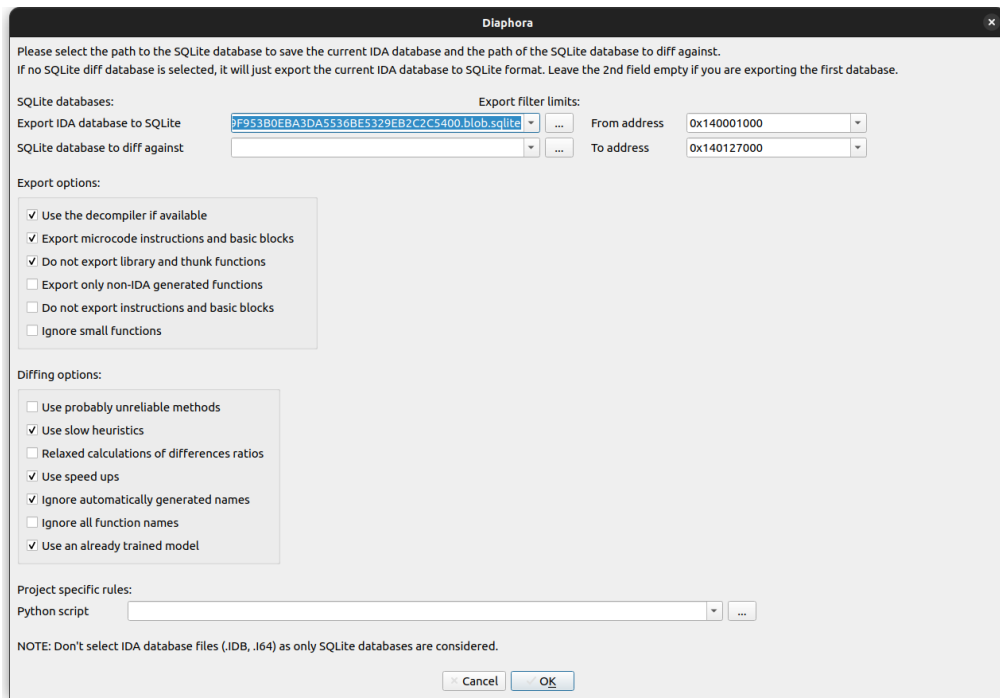 Diaphora
Please select the path to the SQLite database to save the current IDA database and the path of the SQLite database to diff against.
If no SQLite diff database is selected, it will just export the current IDA database to SQLite format. Leave the 2nd field empty if you are exporting the first database.
SQLite databases: Export filter limits:
Export IDA database to SQLite 9F953B0EBA3DA5536BE5329EB2C2C5400.blob.sqlite ... From address 0x140001000
SQLite database to diff against ... To address 0x140127000
Export options:
Use the decompiler if available
Export microcode instructions and basic blocks
Do not export library and thunk functions
Export only non-IDA generated functions
Do not export instructions and basic blocks
Ignore small functions
Diffing options:
Use probably unreliable methods
Use slow heuristics
Relaxed calculations of differences ratios
Use speed ups
Ignore automatically generated names
Ignore all function names
Use an already trained model
Project specific rules:
Python script ...
NOTE: Don't select IDA database files (.IDB, .I64) as only SQLite databases are considered.
Cancel OK